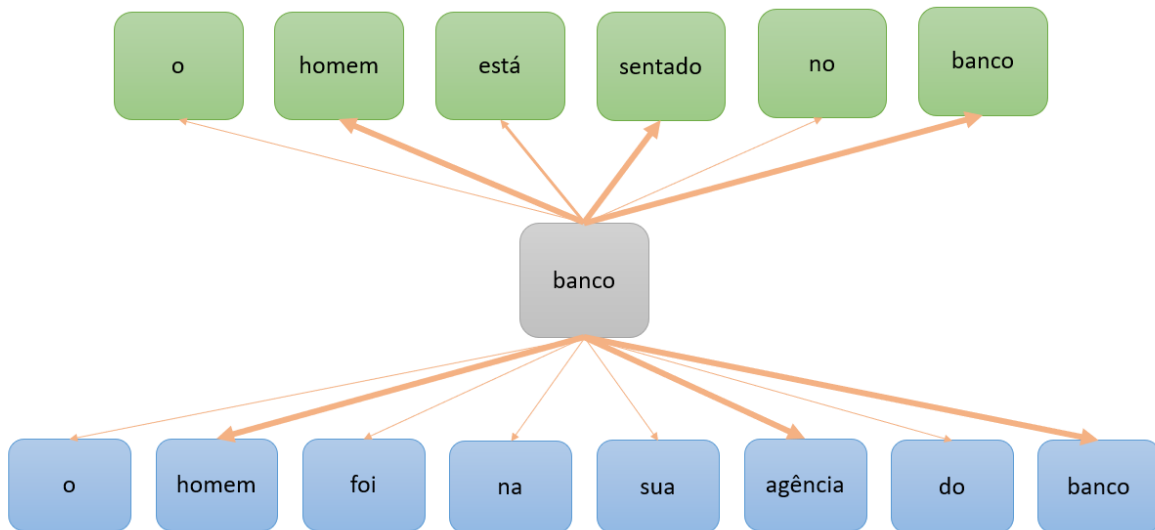 o homem está sentado no banco
banco
o homem foi na sua agência do banco